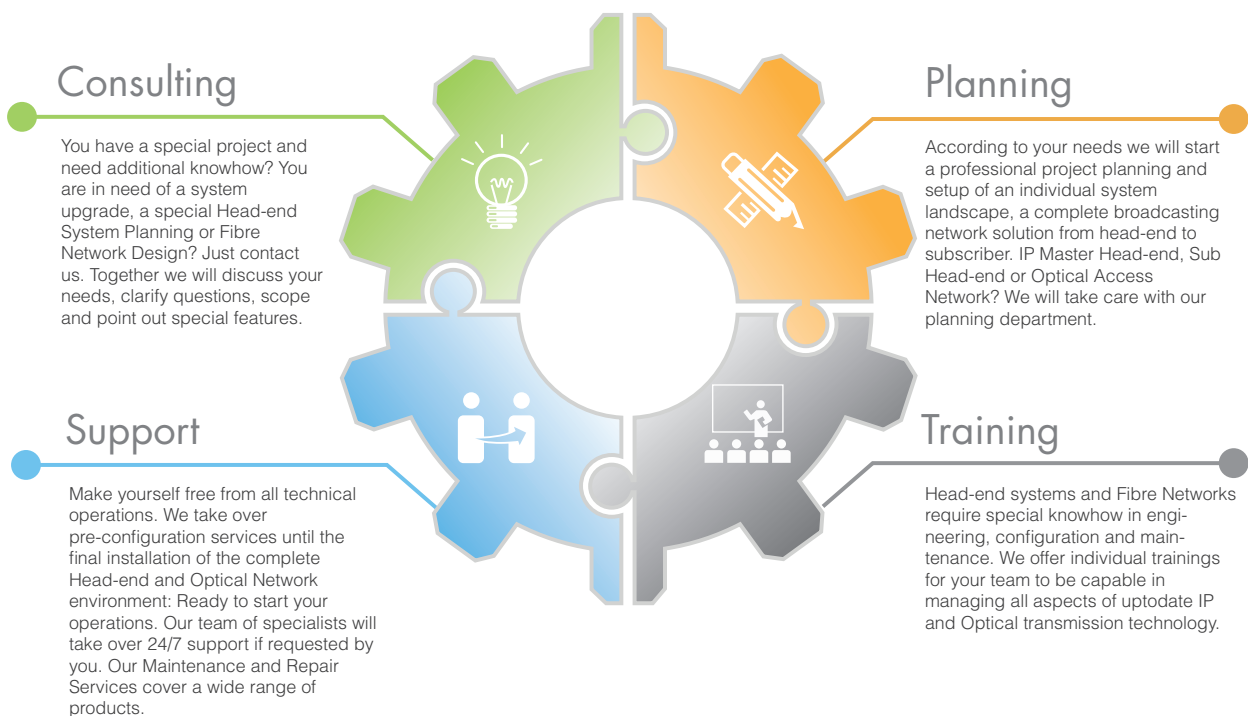 Consulting
You have a special project and
need additional knowhow? You
are in need of a system
upgrade, a special Head-end
System Planning or Fibre
Network Design? Just contact
us. Together we will discuss your
needs, clarify questions, scope
and point out special features.
Planning
According to your needs we will start
a professional project planning and
setup of an individual system
landscape, a complete broadcasting
network solution from head-end to
subscriber. IP Master Head-end, Sub
Head-end or Optical Access
Network? We will take care with our
planning department.
Support
Make yourself free from all technical
operations. We take over
pre-configuration services until the
final installation of the complete
Head-end and Optical Network
environment: Ready to start your
operations. Our team of specialists will
take over 24/7 support if requested by
you. Our Maintenance and Repair
Services cover a wide range of
products.
Training
Head-end systems and Fibre Networks
require special knowhow in engi-
neering, configuration and main-
tenance. We offer individual trainings
for your team to be capable in
managing all aspects of uptodate IP
and Optical transmission technology.